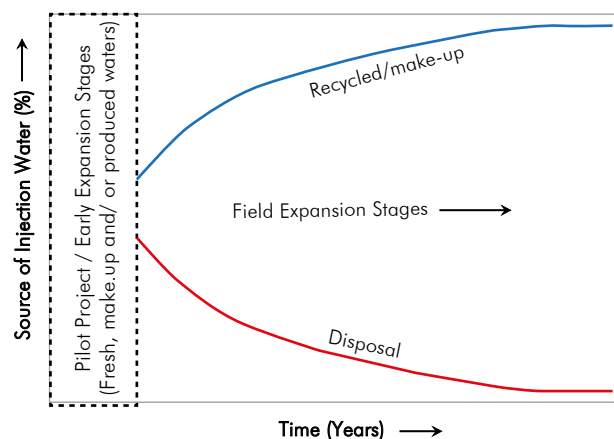 Source of Injection Water (%)
Pilot Project / Early Expansion Stages
(Fresh, make.up and/ or produced waters)
Recycled/make-up
Field Expansion Stages
Disposal
Time (Years)